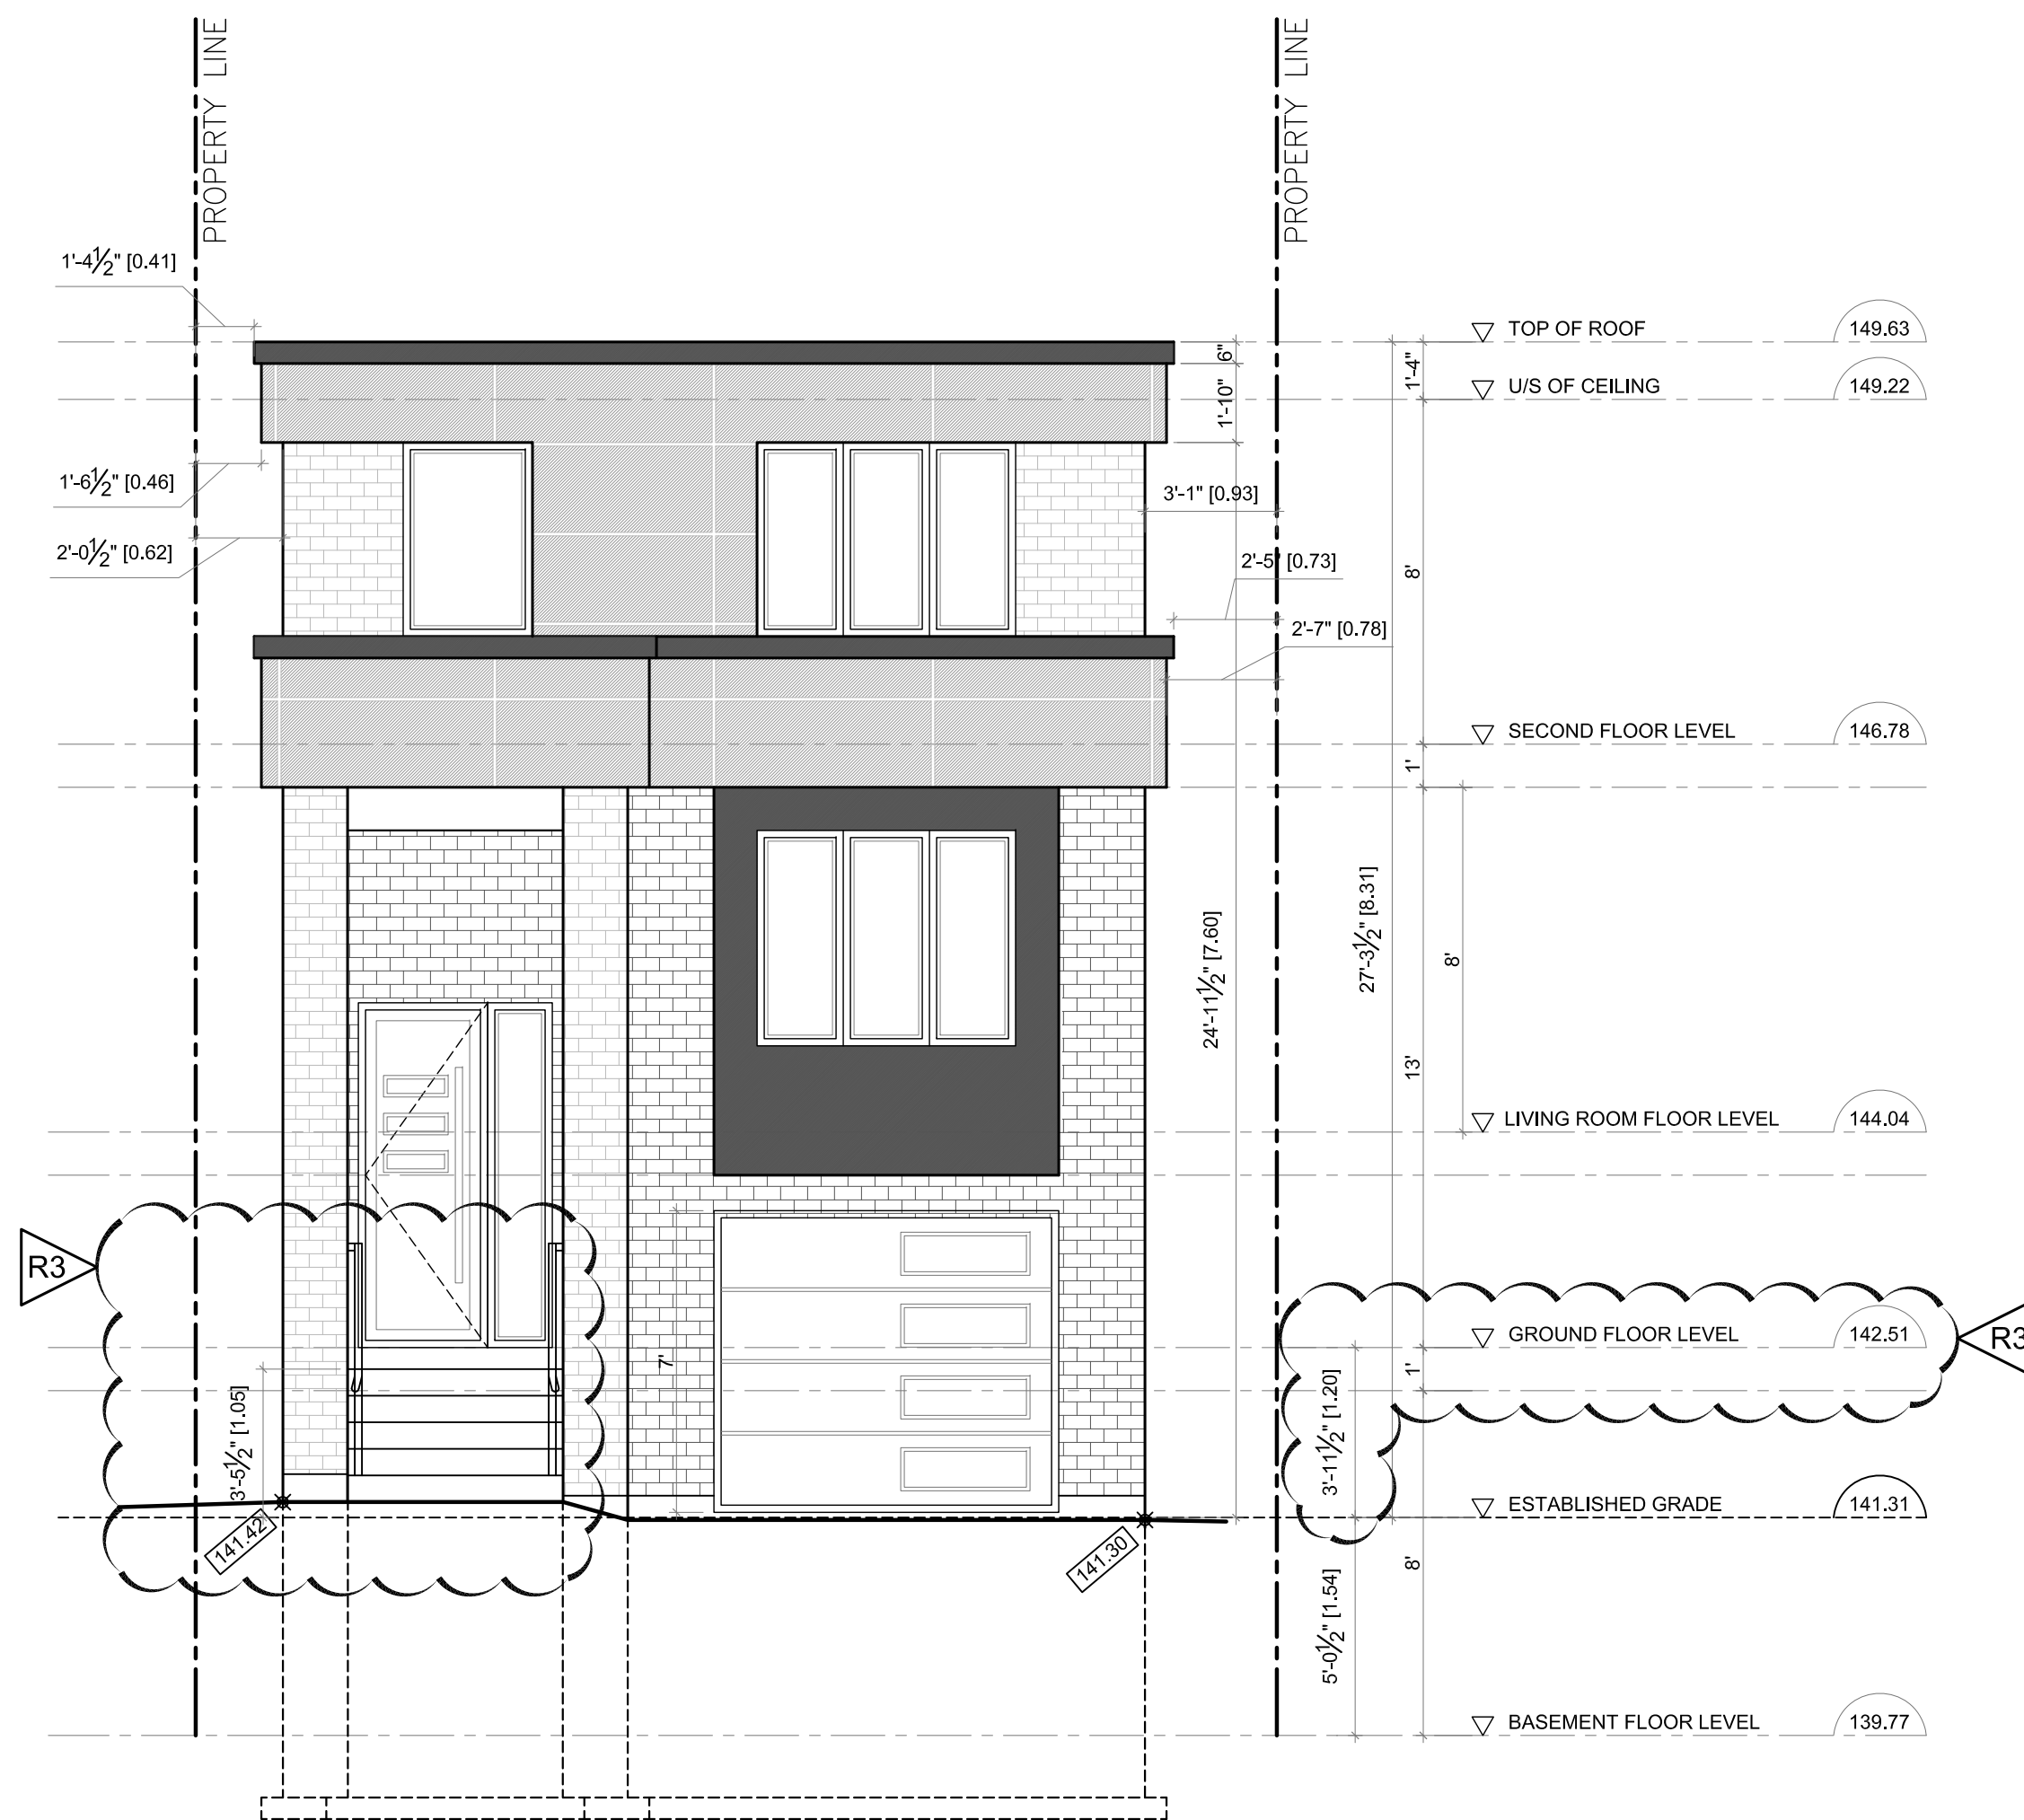 PROPERTY LINE
PROPERTY LINE
1'-4½" [0.41]
TOP OF ROOF 149.63
6"
1'-4"
U/S OF CEILING 149.22
1'-10"
1'-6½" [0.46]
3'-1" [0.93]
2'-0½" [0.62]
2'-5" [0.73]
8'
2'-7" [0.78]
SECOND FLOOR LEVEL 146.78
1'
24'-11½" [7.60]
27'-3½" [8.31]
8'
13'
LIVING ROOM FLOOR LEVEL 144.04
R3
GROUND FLOOR LEVEL 142.51
R3
7'
1'
3'-5½" [1.05]
3'-11½" [1.20]
ESTABLISHED GRADE 141.31
141.42
141.30
8'
5'-0½" [1.54]
BASEMENT FLOOR LEVEL 139.77